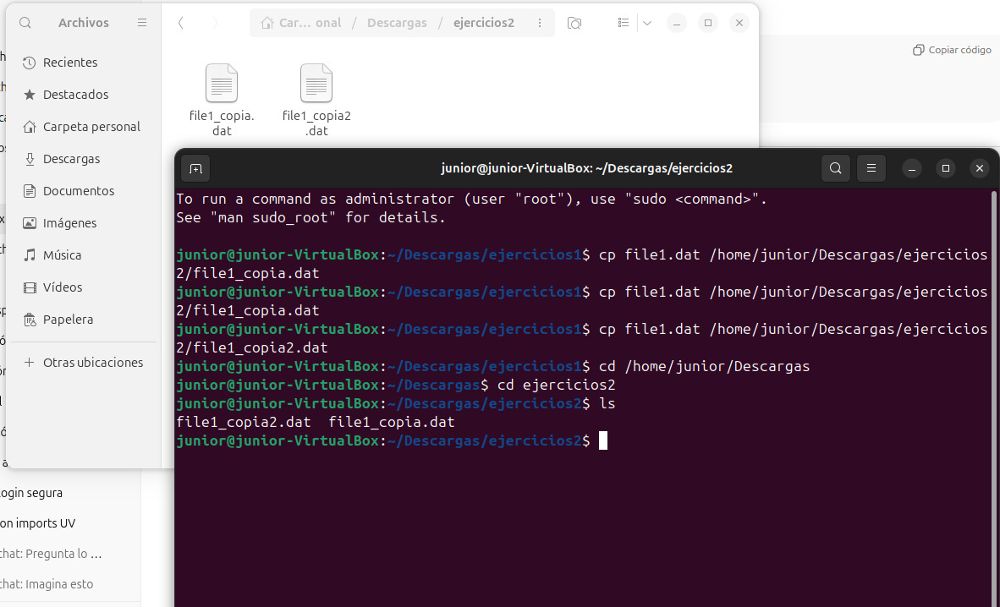 Archivos
Car… onal / Descargas / ejercicios2
Copiar código
Recientes
Destacados
Carpeta personal
Descargas
Documentos
Imágenes
Música
Vídeos
Papelera
+ Otras ubicaciones
file1_copia.
dat
file1_copia2
.dat
junior@junior-VirtualBox: ~/Descargas/ejercicios2
To run a command as administrator (user "root"), use "sudo <command>".
See "man sudo_root" for details.
junior@junior-VirtualBox:~/Descargas/ejercicios1$ cp file1.dat /home/junior/Descargas/ejercicios
2/file1_copia.dat
junior@junior-VirtualBox:~/Descargas/ejercicios1$ cp file1.dat /home/junior/Descargas/ejercicios
2/file1_copia.dat
junior@junior-VirtualBox:~/Descargas/ejercicios1$ cp file1.dat /home/junior/Descargas/ejercicios
2/file1_copia2.dat
junior@junior-VirtualBox:~/Descargas/ejercicios1$ cd /home/junior/Descargas
junior@junior-VirtualBox:~/Descargas$ cd ejercicios2
junior@junior-VirtualBox:~/Descargas/ejercicios2$ ls
file1_copia2.dat  file1_copia.dat
junior@junior-VirtualBox:~/Descargas/ejercicios2$
ogin segura
on imports UV
chat: Pregunta lo …
chat: Imagina esto